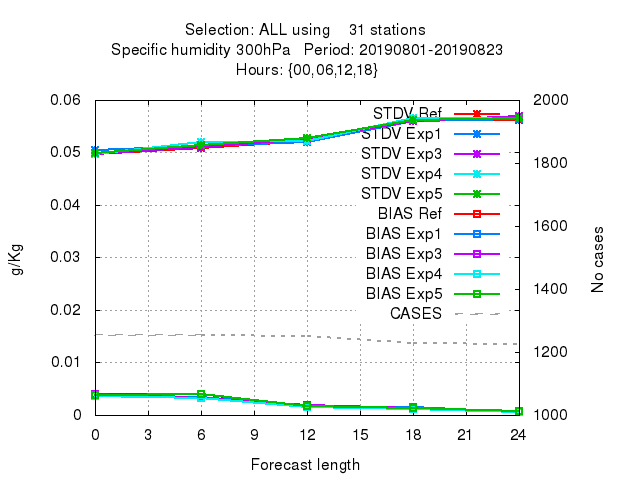 Selection: ALL using 31 stations
Specific humidity 300hPa Period: 20190801-20190823
Hours: {00,06,12,18}
0.06
0.05
0.04
0.03
0.02
0.01
0
g/Kg
STDV Ref
STDV Exp1
STDV Exp3
STDV Exp4
STDV Exp5
BIAS Ref
BIAS Exp1
BIAS Exp3
BIAS Exp4
BIAS Exp5
CASES
2000
1800
1600
1400
1200
1000
No cases
0 3 6 9 12 15 18 21 24
Forecast length